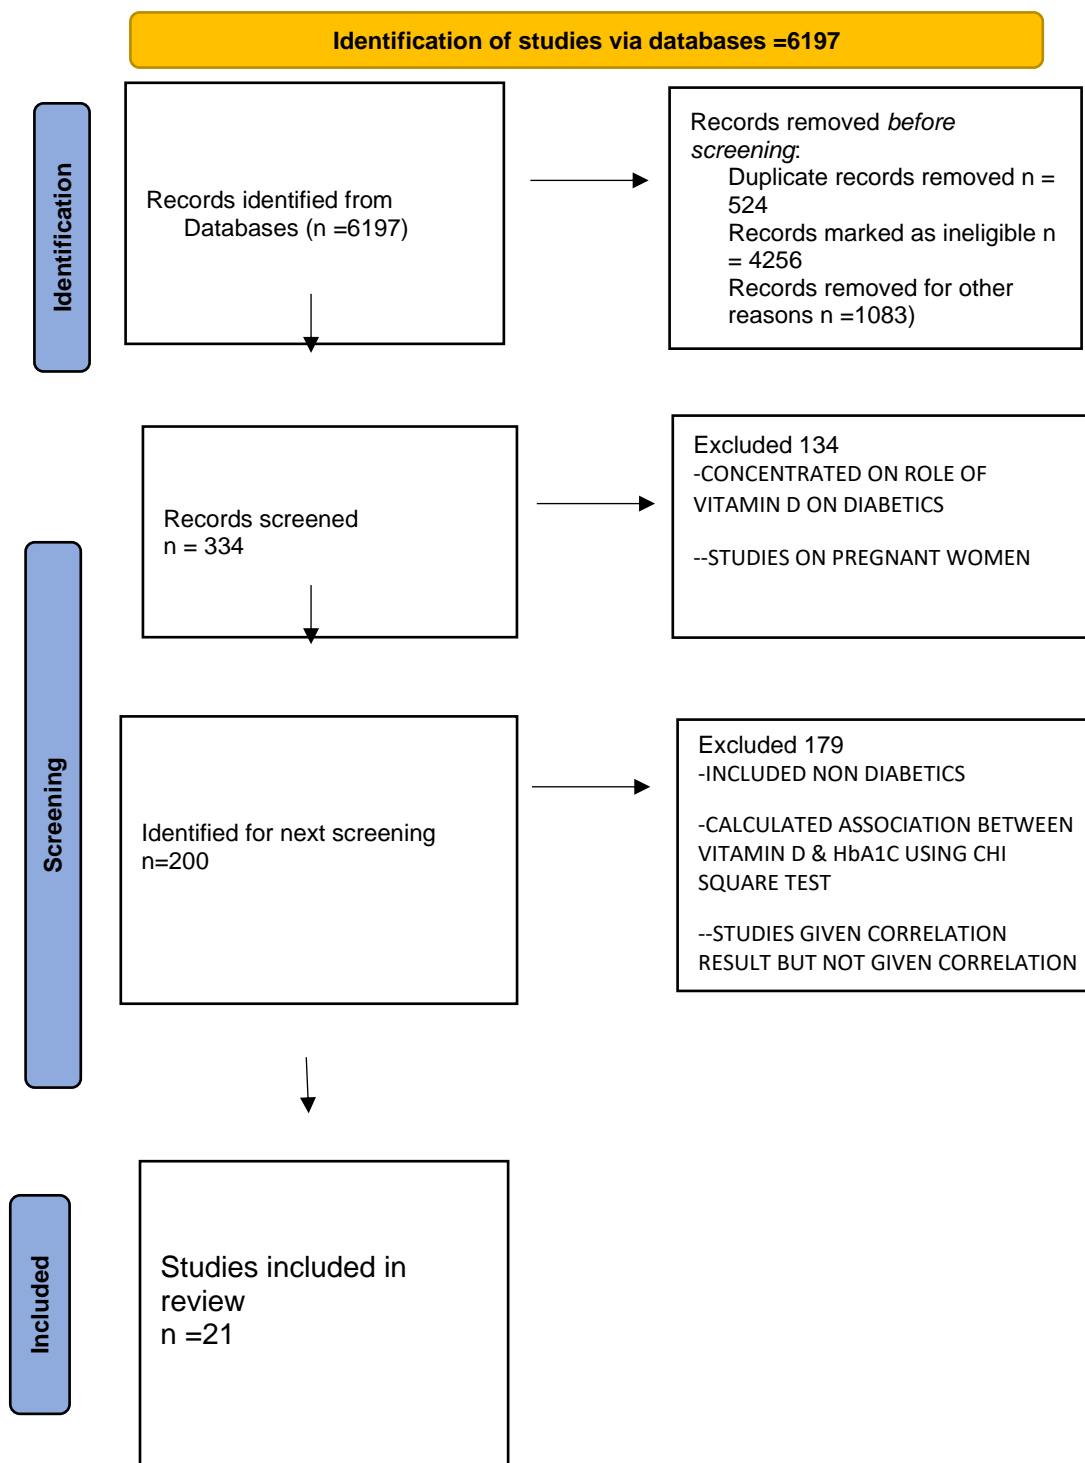 Identification of studies via databases =6197
Identification
Records identified from
Databases (n =6197)
Records removed before
screening:
Duplicate records removed n =
524
Records marked as ineligible n
= 4256
Records removed for other
reasons n =1083)
Screening
Records screened
n = 334
Excluded 134
-CONCENTRATED ON ROLE OF
VITAMIN D ON DIABETICS
--STUDIES ON PREGNANT WOMEN
Identified for next screening
n=200
Excluded 179
-INCLUDED NON DIABETICS
-CALCULATED ASSOCIATION BETWEEN
VITAMIN D & HbA1C USING CHI
SQUARE TEST
--STUDIES GIVEN CORRELATION
RESULT BUT NOT GIVEN CORRELATION
Included
Studies included in
review
n =21